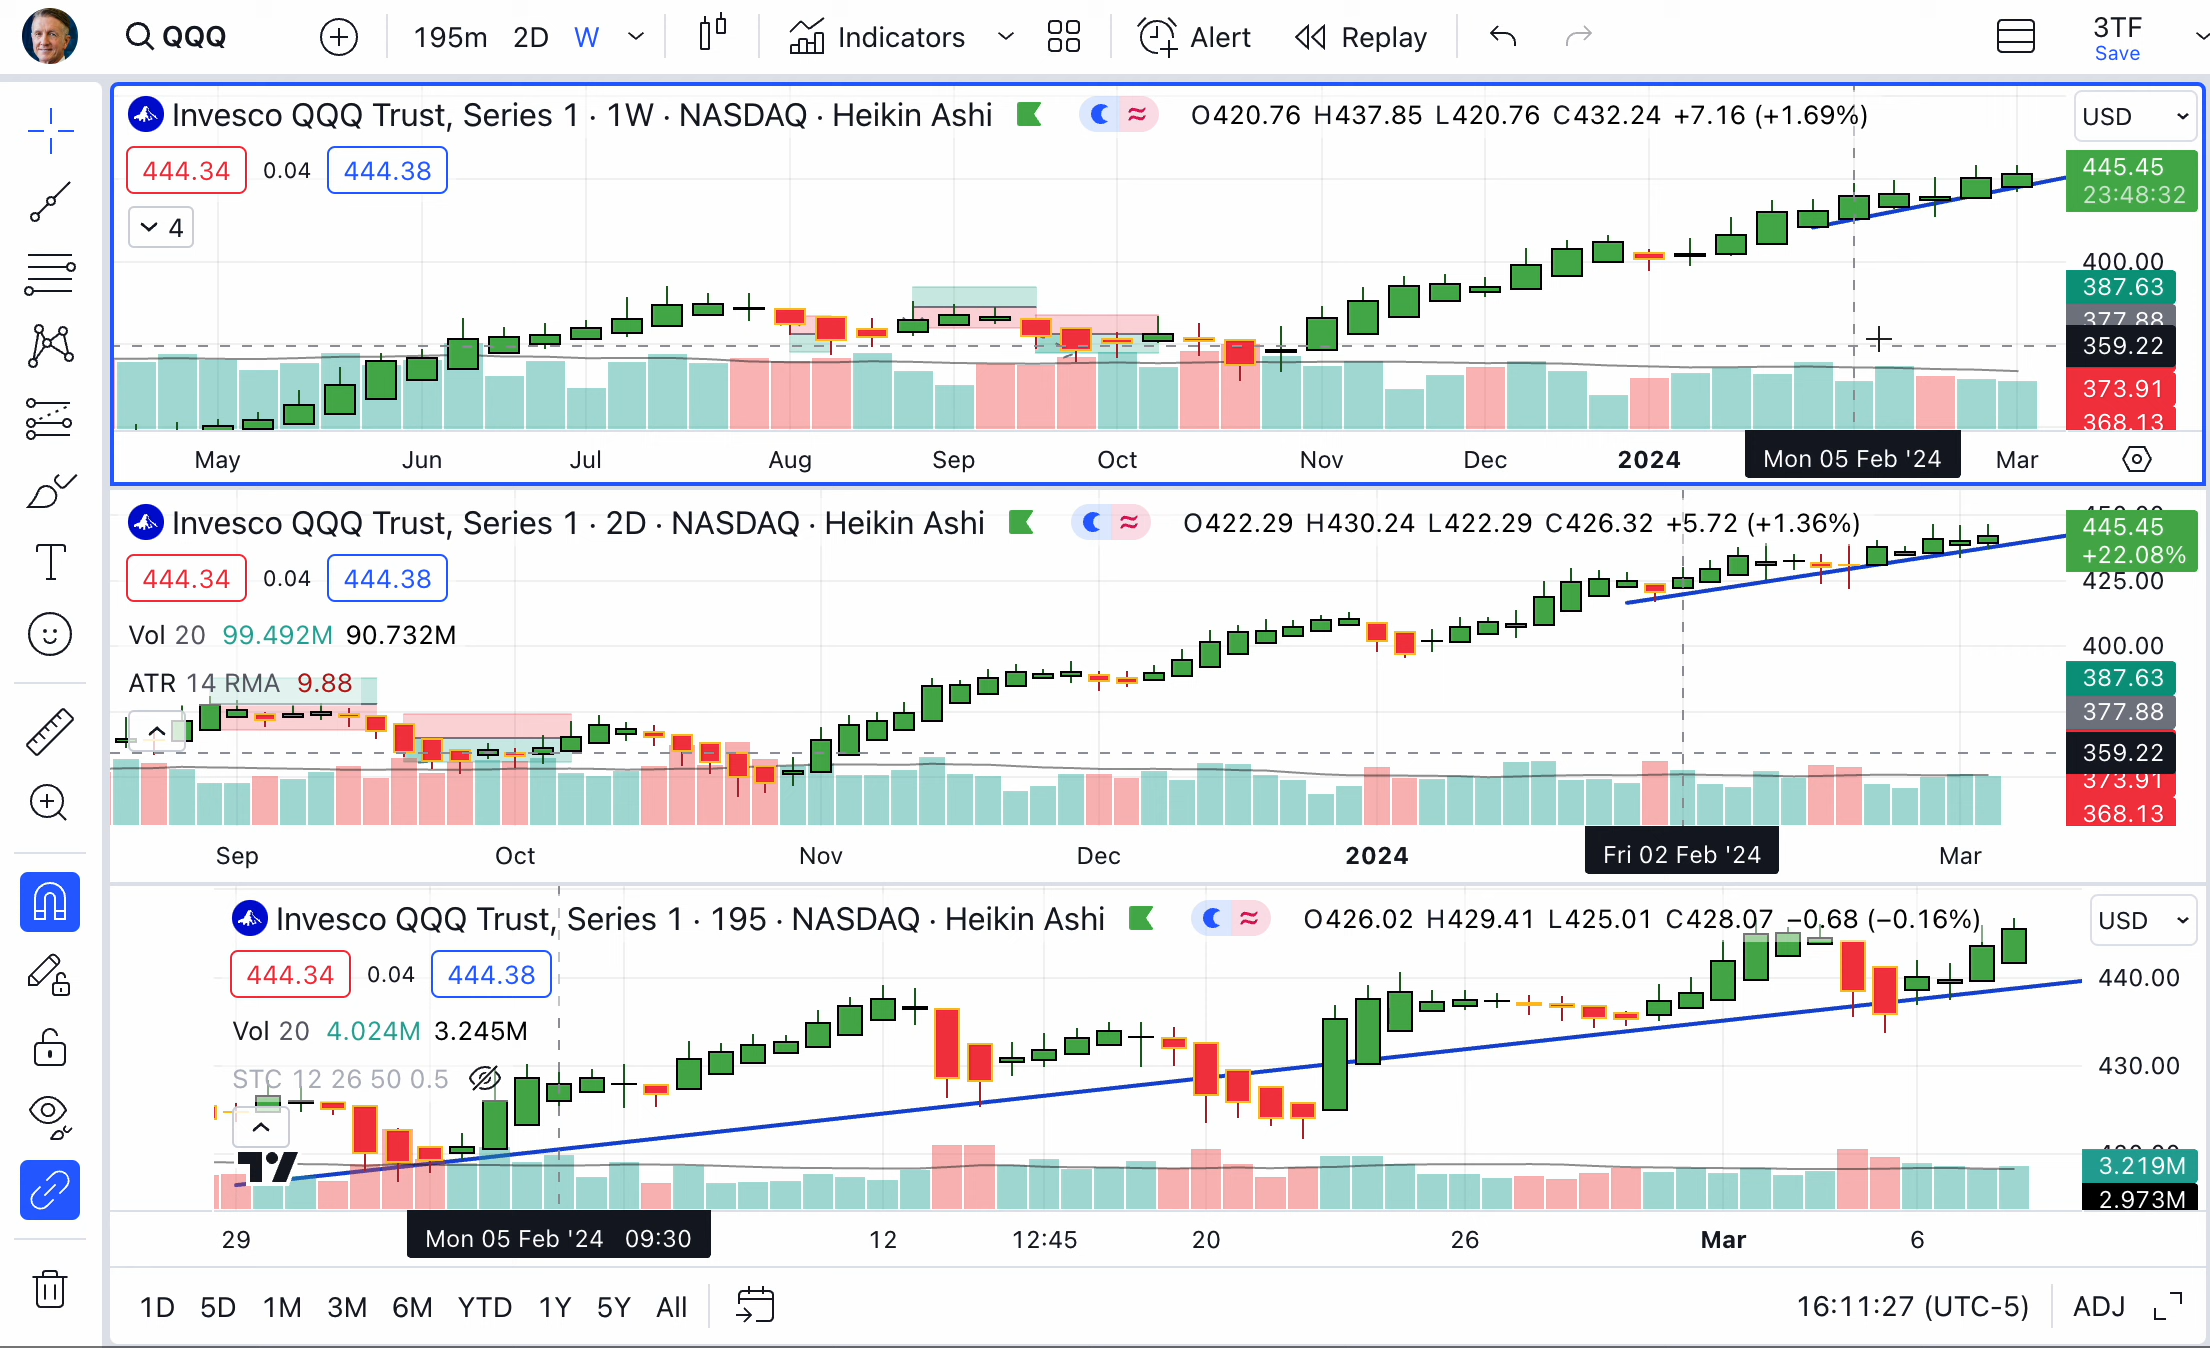 QQQ 195m 2D W Indicators Alert Replay 3TF
Save
Invesco QQQ Trust, Series 1 · 1W · NASDAQ · Heikin Ashi O420.76 H437.85 L420.76 C432.24 +7.16 (+1.69%) USD
444.34 0.04 444.38
4
445.45
23:48:32
400.00
387.63
377.88
359.22
373.91
368.13
May Jun Jul Aug Sep Oct Nov Dec 2024 Mon 05 Feb '24 Mar
Invesco QQQ Trust, Series 1 · 2D · NASDAQ · Heikin Ashi O422.29 H430.24 L422.29 C426.32 +5.72 (+1.36%)
444.34 0.04 444.38
Vol 20 99.492M 90.732M
ATR 14 RMA 9.88
445.45
+22.08%
425.00
400.00
387.63
377.88
359.22
373.91
368.13
Sep Oct Nov Dec 2024 Fri 02 Feb '24 Mar
Invesco QQQ Trust, Series 1 · 195 · NASDAQ · Heikin Ashi O426.02 H429.41 L425.01 C428.07 −0.68 (−0.16%) USD
444.34 0.04 444.38
Vol 20 4.024M 3.245M
STC 12 26 50 0.5
440.00
430.00
3.219M
2.973M
29 Mon 05 Feb '24 09:30 12 12:45 20 26 Mar 6
1D 5D 1M 3M 6M YTD 1Y 5Y All 16:11:27 (UTC-5) ADJ